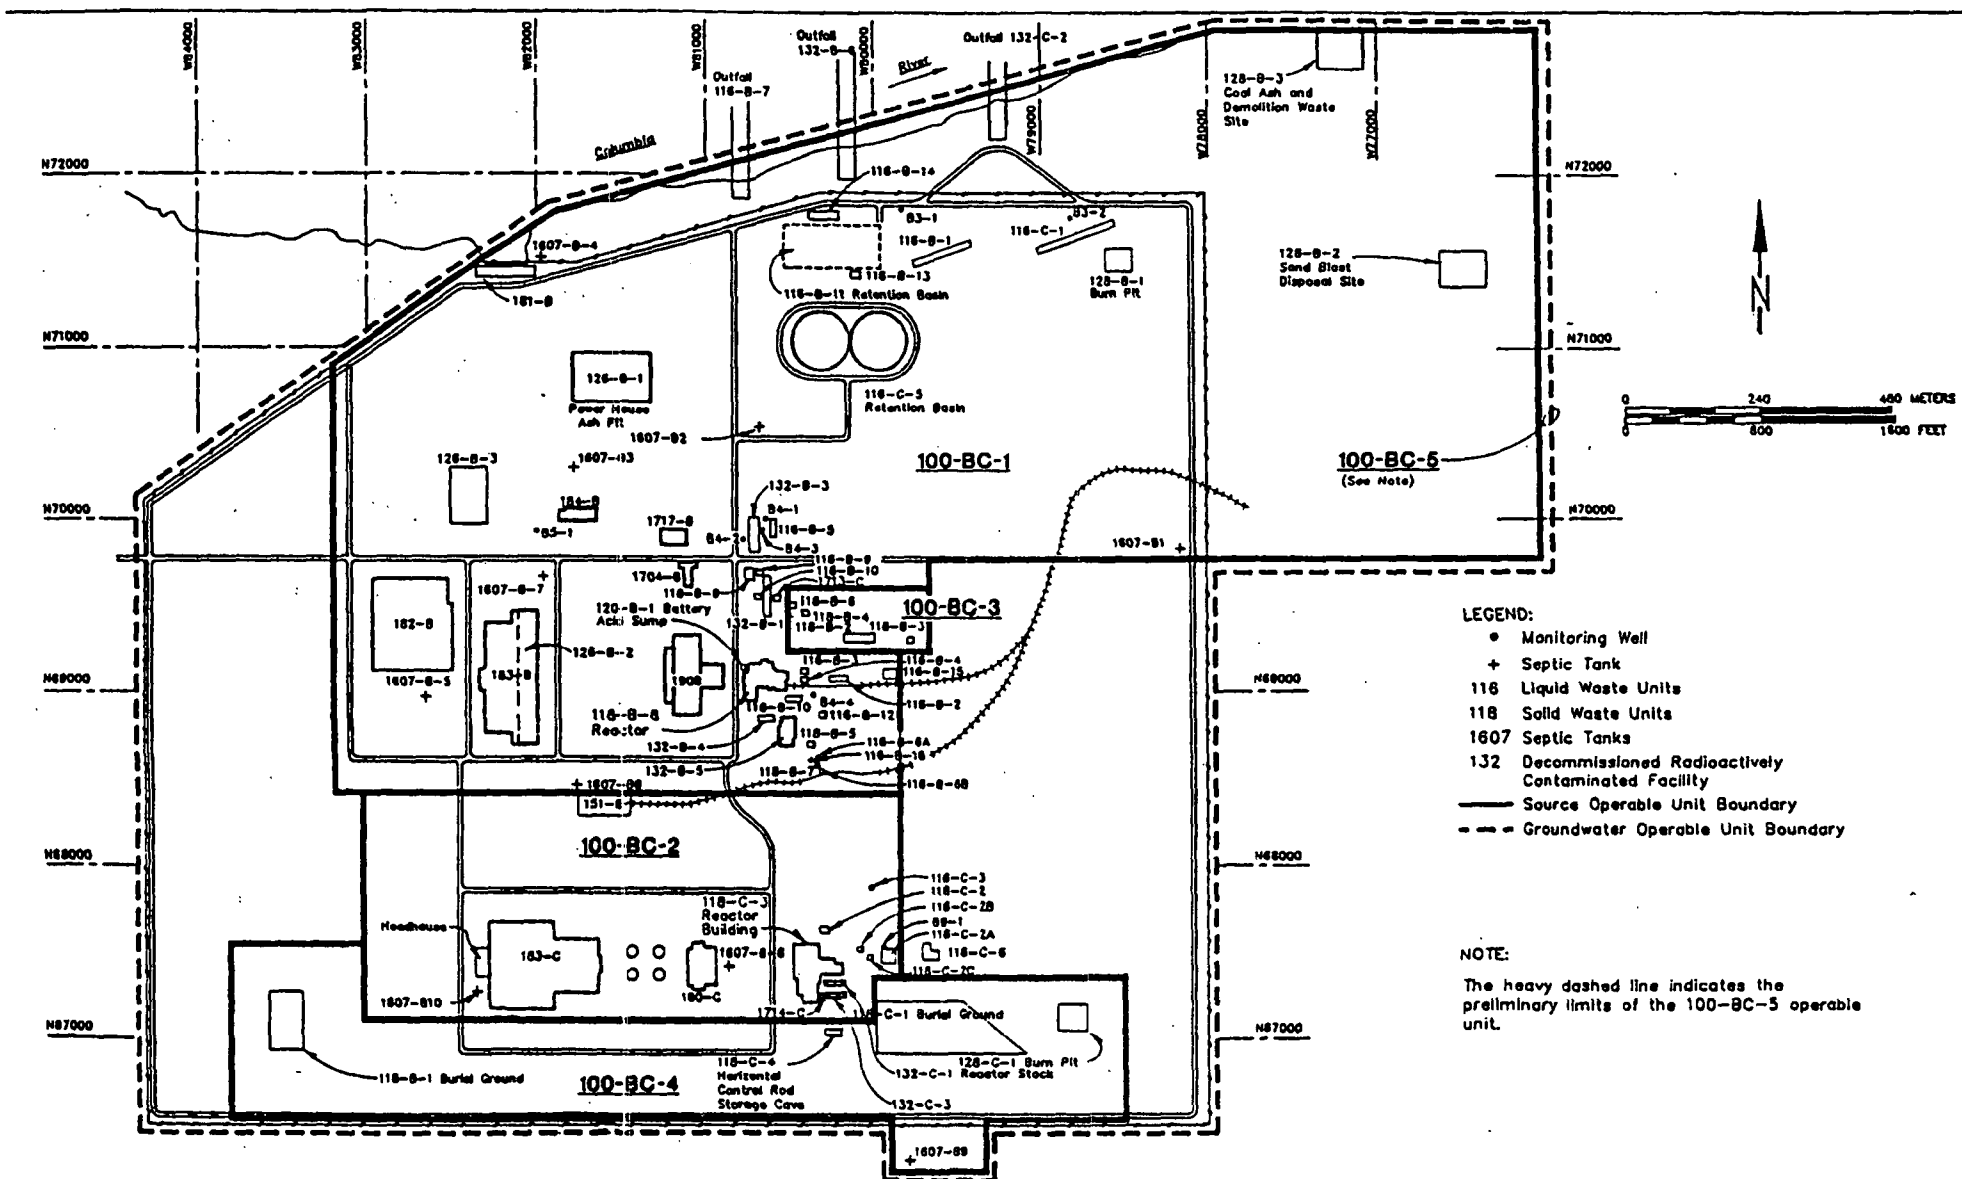 W84000
W83000
W82000
W81000
W80000
W79000
W78000
W77000
Outfall
116-B-7
Outfall
River
Outfall 132-C-2
Columbia
128-B-3
Coal Ash and
Demolition Waste
Site
N72000
N72000
116-B-14
B3-1
B3-2
116-C-1
116-B-1
1607-B-4
181-B
116-B-13
116-B-11 Retention Basin
128-B-1
Burn Pit
128-B-2
Sand Blast
Disposal Site
N
N71000
N71000
126-B-1
Power House
Ash Pit
116-C-5
Retention Basin
0 240 480 METERS
0 800 1600 FEET
1607-B2
1607-B3
126-B-3
184-B
100-BC-1
100-BC-5
(See Note)
N70000
N70000
132-B-3
B4-1
116-B-5
B4-2
B4-3
B5-1
1717-B
1607-B1
116-B-9
116-B-10
1713-C
1704-B
118-B-9
1607-B-7
120-B-1 Battery
Acid Sump
132-B-1
118-B-6
118-B-4
118-B-2
118-B-3
100-BC-3
182-B
126-B-2
183-B
1607-B-5
190B
N69000
N69000
116-B-4
116-B-15
116-B-2
118-B-8
Reactor
118-B-10
B4-4
116-B-12
132-B-4
118-B-5
132-B-5
118-B-7
116-B-6A
116-B-16
116-B-6B
151-B
100-BC-2
N68000
N68000
LEGEND:
Monitoring Well
Septic Tank
116 Liquid Waste Units
118 Solid Waste Units
1607 Septic Tanks
132 Decommissioned Radioactively
Contaminated Facility
Source Operable Unit Boundary
Groundwater Operable Unit Boundary
116-C-3
118-C-2
116-C-2B
B9-1
116-C-2A
116-C-6
116-C-2C
118-C-3
Reactor
Building
Headhouse
183-C
1607-B-8
190-C
1607-B10
1714-C
118-C-1 Burial Ground
NOTE:
The heavy dashed line indicates the
preliminary limits of the 100-BC-5 operable
unit.
N67000
N67000
128-C-1 Burn Pit
132-C-1 Reactor Stack
118-B-1 Burial Ground
118-C-4
Horizontal
Control Rod
Storage Cave
132-C-3
100-BC-4
1607-B9